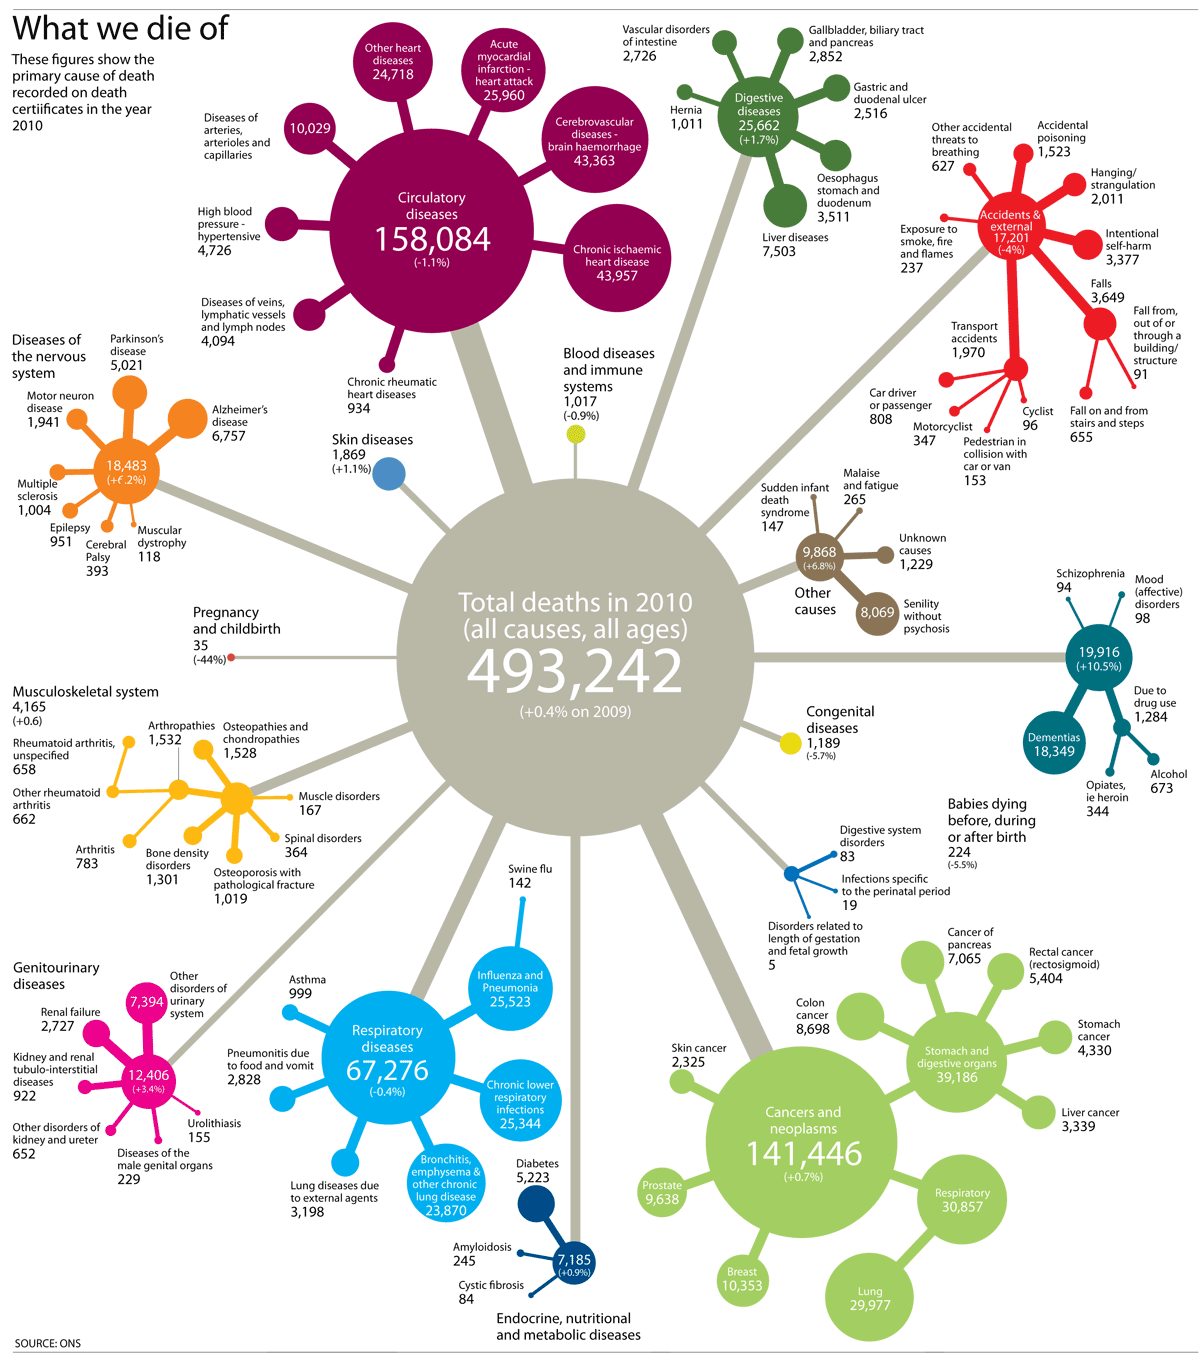 What we die of
These figures show the
primary cause of death
recorded on death
certiificates in the year
2010
Circulatory
diseases
158,084
(-1.1%)
Other heart
diseases
24,718
Acute
myocardial
infarction -
heart attack
25,960
Cerebrovascular
diseases -
brain haemorrhage
43,363
Chronic ischaemic
heart disease
43,957
Diseases of
arteries,
arterioles and
capillaries
10,029
High blood
pressure -
hypertensive
4,726
Diseases of veins,
lymphatic vessels
and lymph nodes
4,094
Chronic rheumatic
heart diseases
934
Vascular disorders
of intestine
2,726
Gallbladder, biliary tract
and pancreas
2,852
Hernia
1,011
Digestive
diseases
25,662
(+1.7%)
Gastric and
duodenal ulcer
2,516
Oesophagus
stomach and
duodenum
3,511
Liver diseases
7,503
Other accidental
threats to
breathing
627
Accidental
poisoning
1,523
Hanging/
strangulation
2,011
Accidents &
external
17,201
(-4%)
Exposure to
smoke, fire
and flames
237
Intentional
self-harm
3,377
Falls
3,649
Fall from,
out of or
through a
building/
structure
91
Fall on and from
stairs and steps
655
Transport
accidents
1,970
Car driver
or passenger
808
Motorcyclist
347
Cyclist
96
Pedestrian in
collision with
car or van
153
Diseases of
the nervous
system
Parkinson's
disease
5,021
Motor neuron
disease
1,941
Alzheimer's
disease
6,757
18,483
(+6.2%)
Multiple
sclerosis
1,004
Epilepsy
951
Cerebral
Palsy
393
Muscular
dystrophy
118
Skin diseases
1,869
(+1.1%)
Blood diseases
and immune
systems
1,017
(-0.9%)
Sudden infant
death
syndrome
147
Malaise
and fatigue
265
9,868
(+6.8%)
Other
causes
Unknown
causes
1,229
8,069
Senility
without
psychosis
Total deaths in 2010
(all causes, all ages)
493,242
(+0.4% on 2009)
Pregnancy
and childbirth
35
(-44%)
Schizophrenia
94
Mood
(affective)
disorders
98
19,916
(+10.5%)
Dementias
18,349
Due to
drug use
1,284
Opiates,
ie heroin
344
Alcohol
673
Congenital
diseases
1,189
(-5.7%)
Musculoskeletal system
4,165
(+0.6)
Arthropathies
1,532
Osteopathies and
chondropathies
1,528
Rheumatoid arthritis,
unspecified
658
Other rheumatoid
arthritis
662
Arthritis
783
Bone density
disorders
1,301
Osteoporosis with
pathological fracture
1,019
Muscle disorders
167
Spinal disorders
364
Babies dying
before, during
or after birth
224
(-5.5%)
Digestive system
disorders
83
Infections specific
to the perinatal period
19
Disorders related to
length of gestation
and fetal growth
5
Genitourinary
diseases
Other
disorders of
urinary
system
7,394
Renal failure
2,727
Kidney and renal
tubulo-interstitial
diseases
922
12,406
(+3.4%)
Other disorders of
kidney and ureter
652
Diseases of the
male genital organs
229
Urolithiasis
155
Swine flu
142
Influenza and
Pneumonia
25,523
Asthma
999
Respiratory
diseases
67,276
(-0.4%)
Pneumonitis due
to food and vomit
2,828
Chronic lower
respiratory
infections
25,344
Lung diseases due
to external agents
3,198
Bronchitis,
emphysema &
other chronic
lung disease
23,870
Diabetes
5,223
Amyloidosis
245
Cystic fibrosis
84
7,185
(+0.9%)
Endocrine, nutritional
and metabolic diseases
Cancer of
pancreas
7,065
Rectal cancer
(rectosigmoid)
5,404
Colon
cancer
8,698
Stomach
cancer
4,330
Stomach and
digestive organs
39,186
Liver cancer
3,339
Skin cancer
2,325
Cancers and
neoplasms
141,446
(+0.7%)
Prostate
9,638
Breast
10,353
Respiratory
30,857
Lung
29,977
SOURCE: ONS